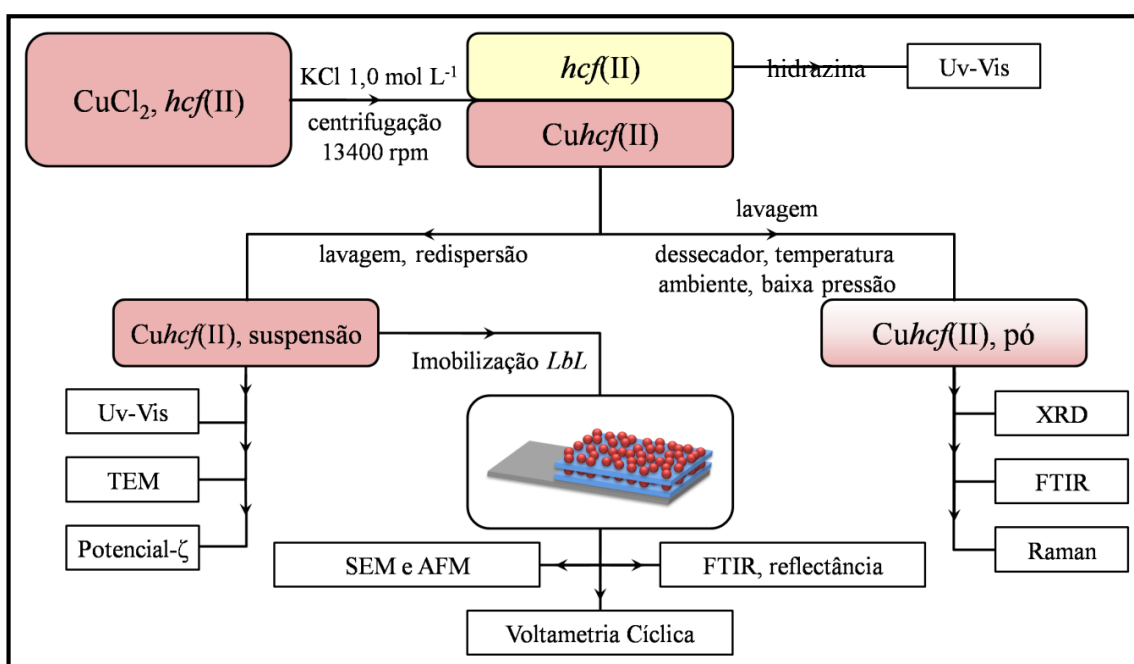 CuCl₂, hcf(II)
KCl 1,0 mol L⁻¹
centrifugação
13400 rpm
hcf(II)
Cuhcf(II)
hidrazina
Uv-Vis
lavagem, redispersão
lavagem
dessecador, temperatura
ambiente, baixa pressão
Cuhcf(II), suspensão
Imobilização LbL
Cuhcf(II), pó
Uv-Vis
TEM
Potencial-ζ
XRD
FTIR
Raman
SEM e AFM
FTIR, reflectância
Voltametria Cíclica